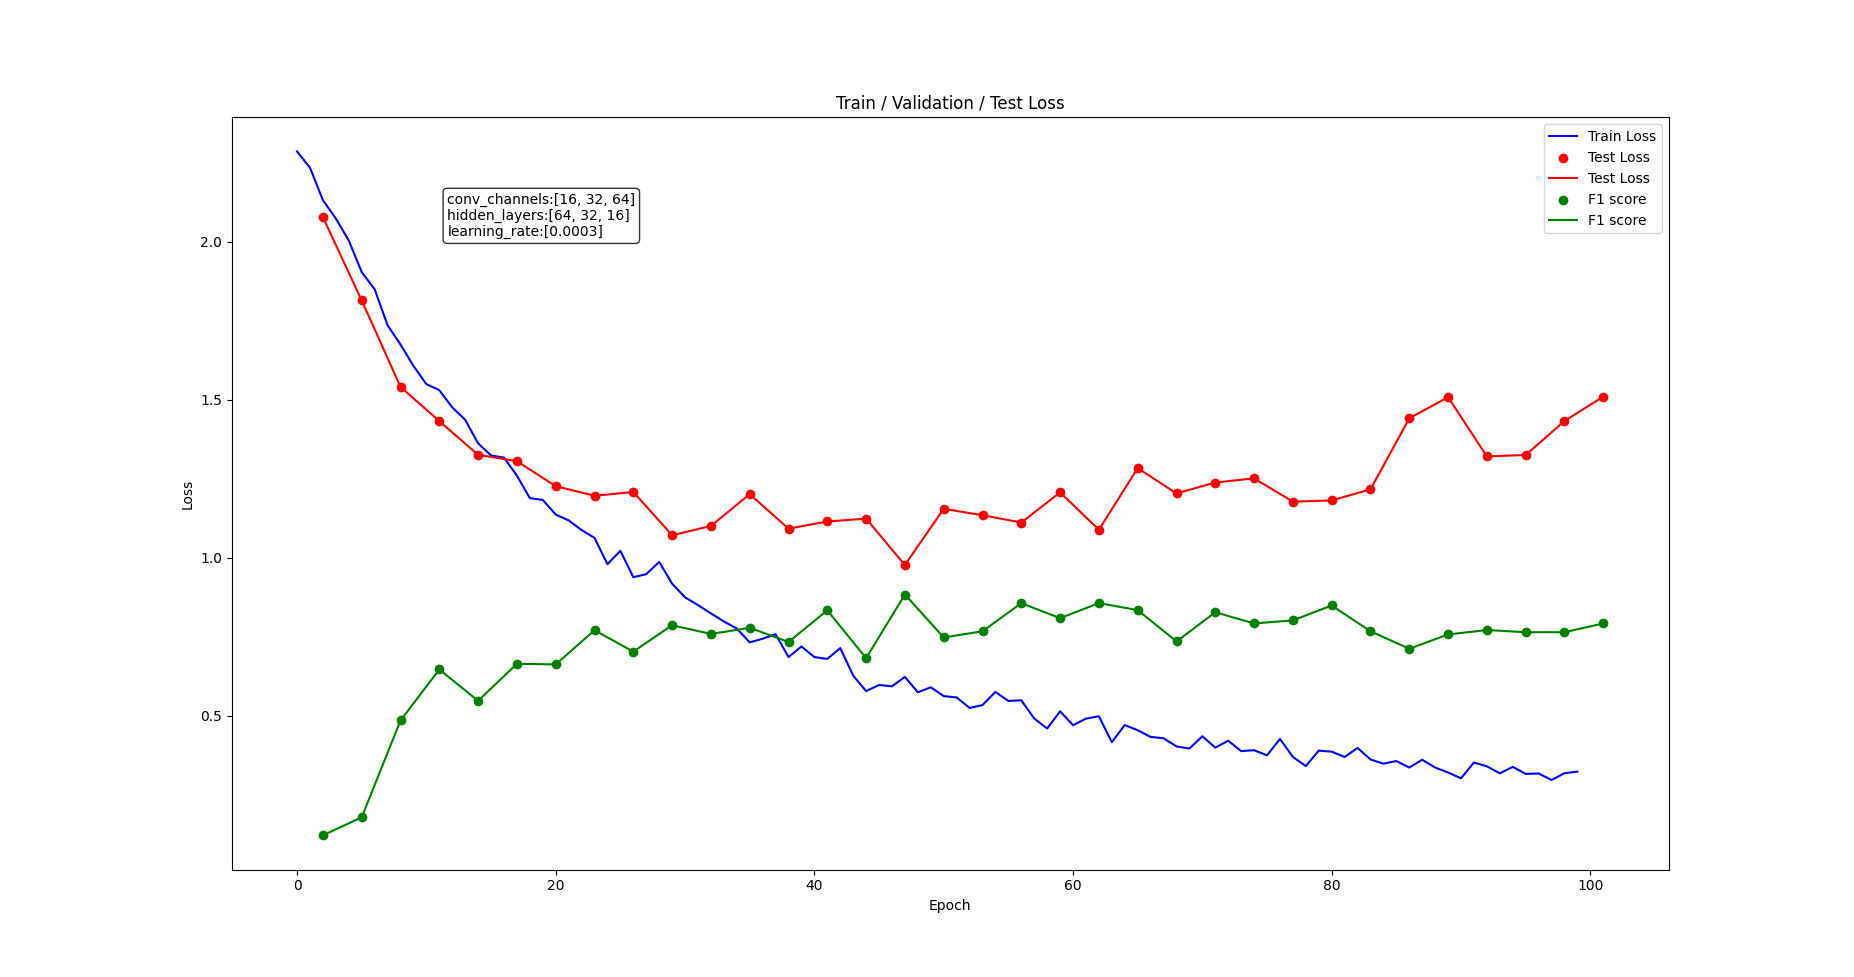 Train / Validation / Test Loss
Train Loss
Test Loss
Test Loss
F1 score
F1 score
conv_channels:[16, 32, 64]
hidden_layers:[64, 32, 16]
learning_rate:[0.0003]
Loss
2.0
1.5
1.0
0.5
0
20
40
60
80
100
Epoch